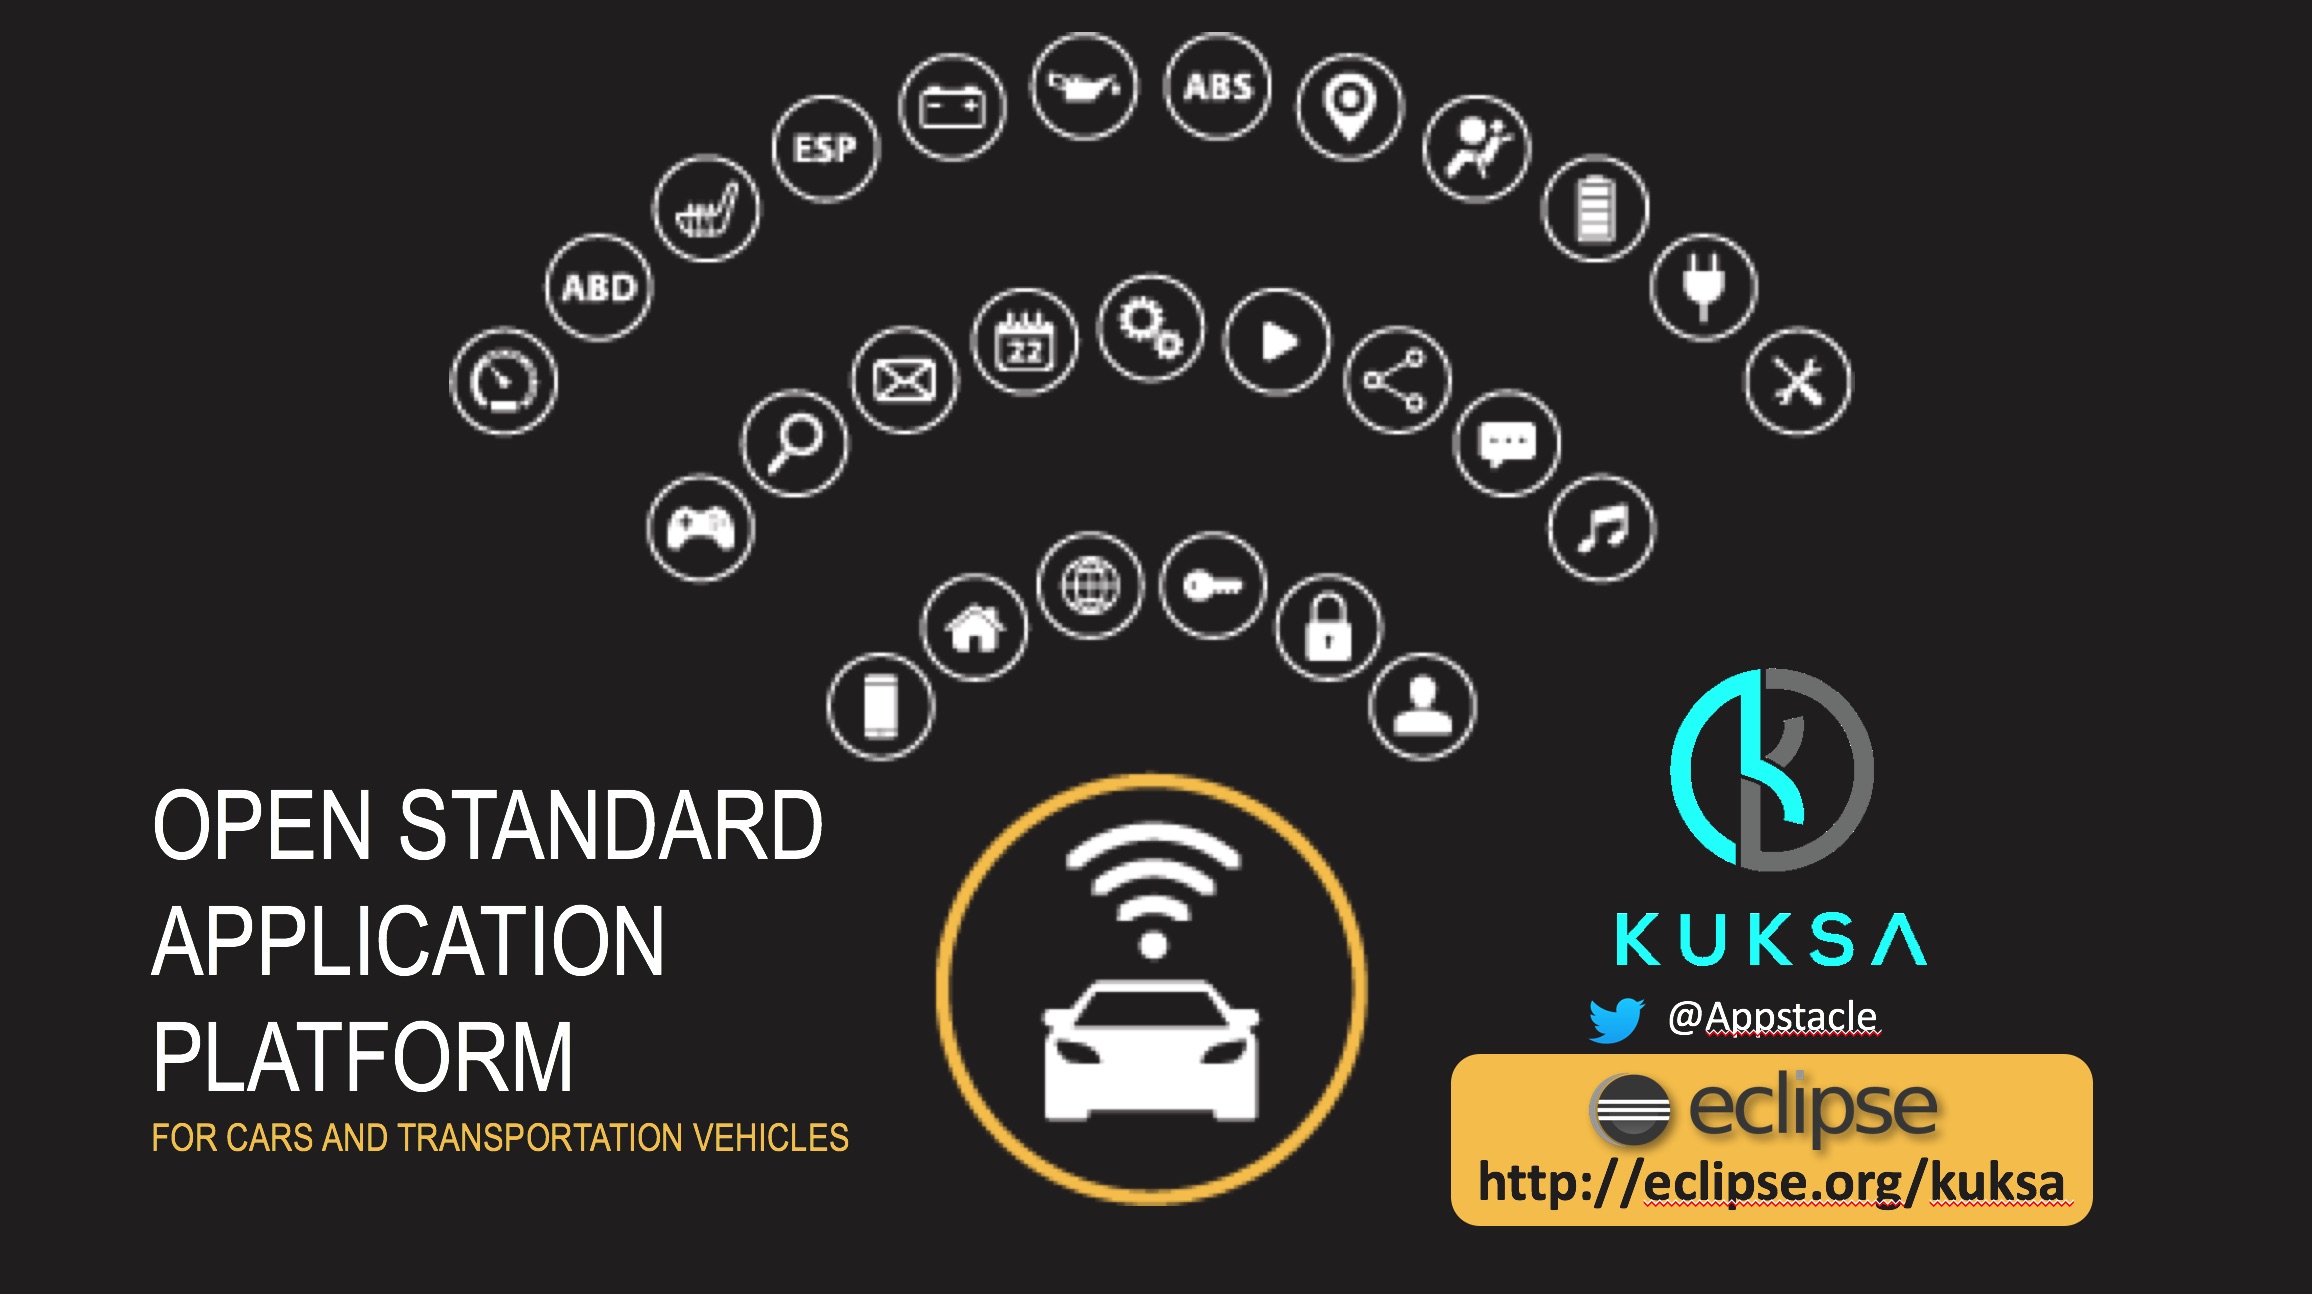 ABS
ESP
ABD
22
OPEN STANDARD
APPLICATION
PLATFORM
FOR CARS AND TRANSPORTATION VEHICLES
KUKSA
@Appstacle
eclipse
http://eclipse.org/kuksa